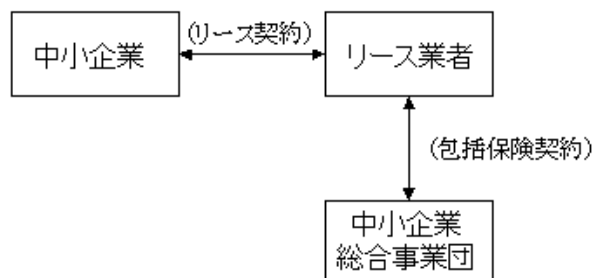 中小企業
(リース契約)
リース業者
(包括保険契約)
中小企業
総合事業団